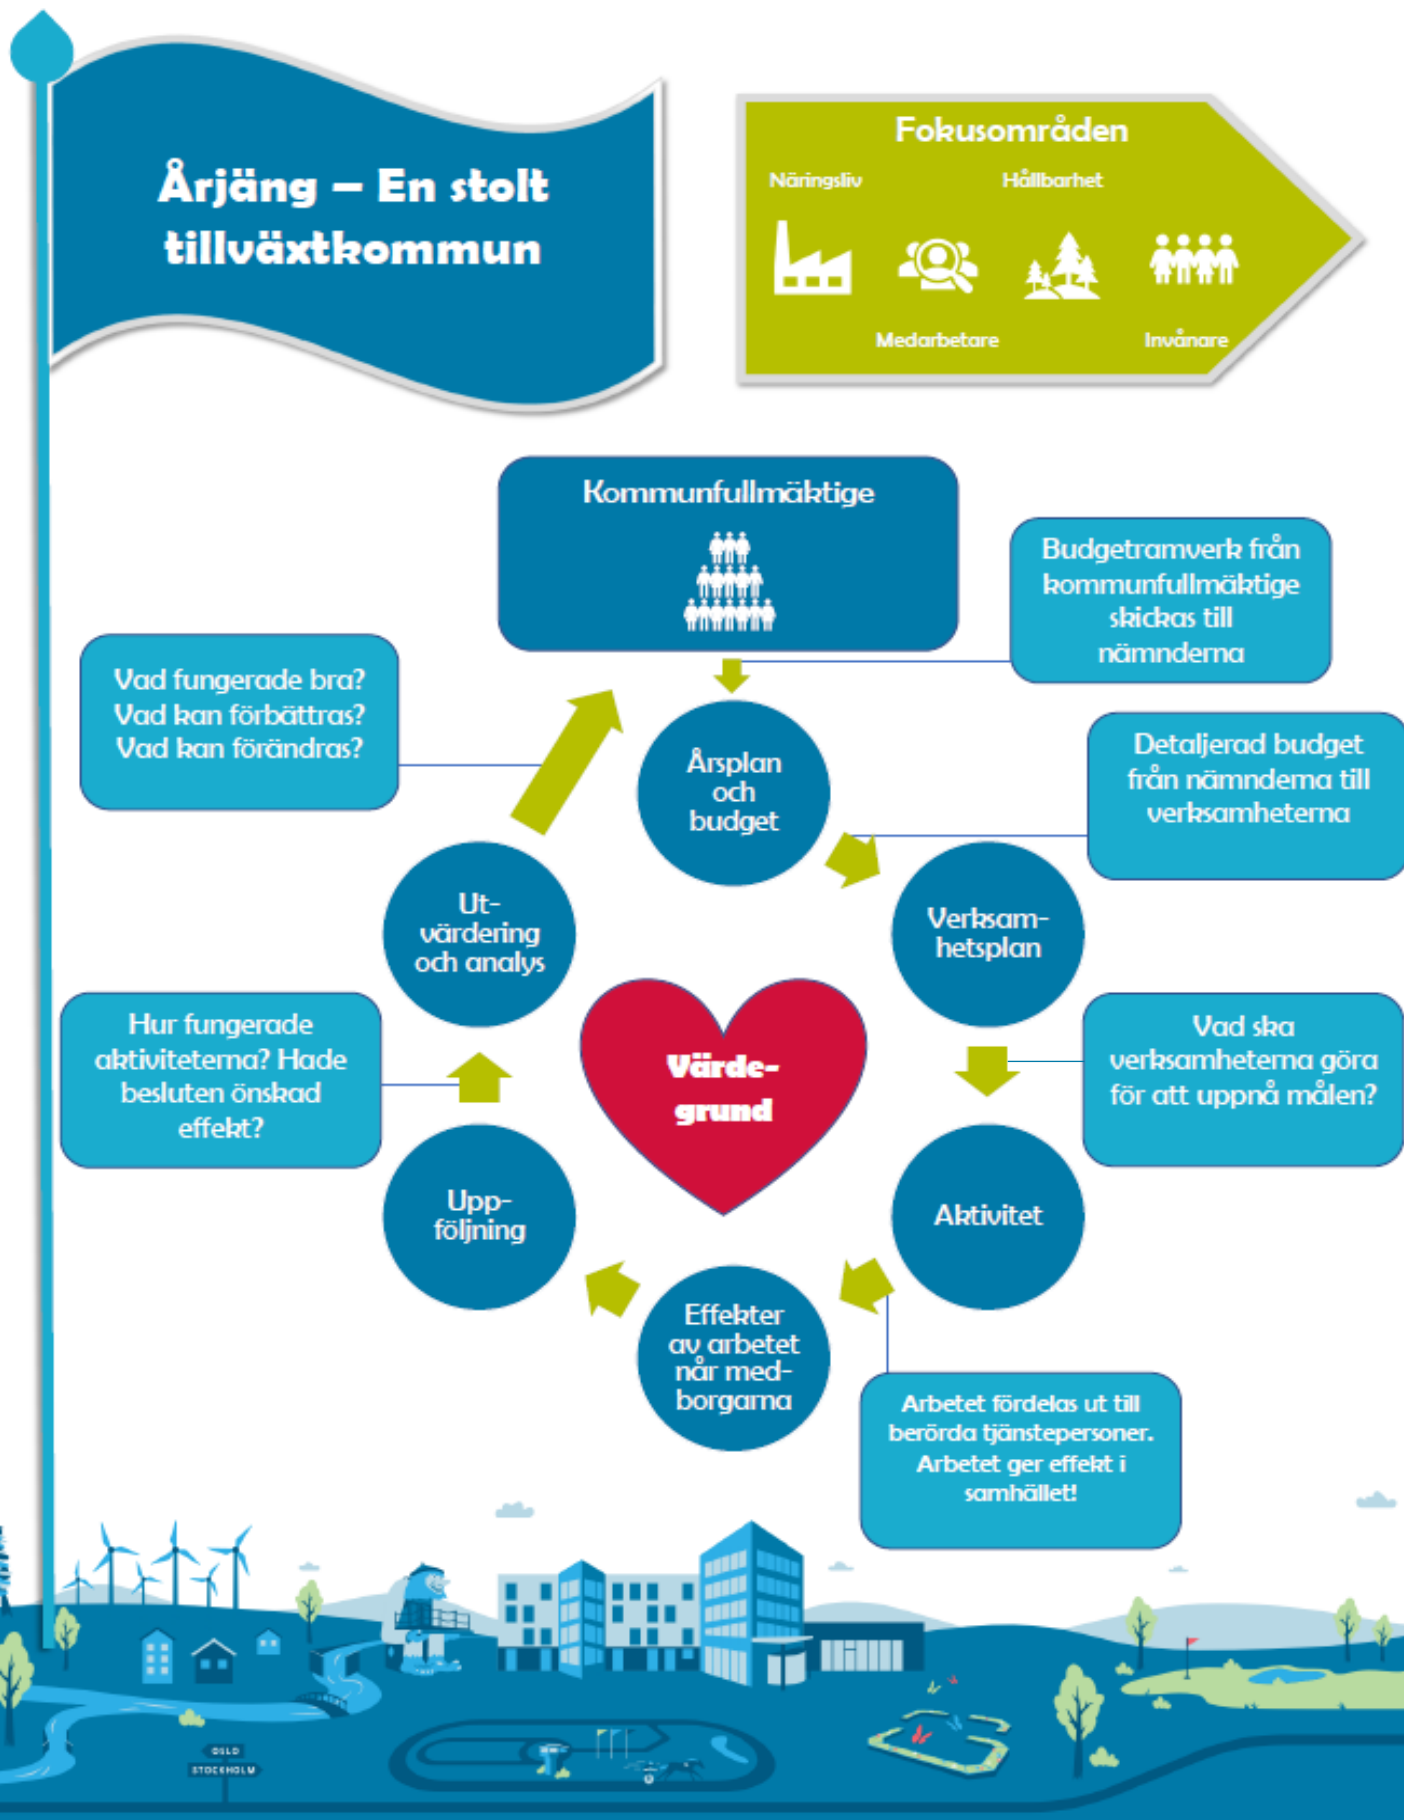 Årjäng – En stolt
tillväxtkommun
Fokusområden
Näringsliv
Hållbarhet
Medarbetare
Invånare
Kommunfullmäktige
Budgetramverk från
kommunfullmäktige
skickas till
nämnderna
Vad fungerade bra?
Vad kan förbättras?
Vad kan förändras?
Årsplan
och
budget
Detaljerad budget
från nämnderna till
verksamheterna
Ut-
värdering
och analys
Verksam-
hetsplan
Värde-
grund
Hur fungerade
aktiviteterna? Hade
besluten önskad
effekt?
Vad ska
verksamheterna göra
för att uppnå målen?
Upp-
följning
Aktivitet
Effekter
av arbetet
når med-
borgarna
Arbetet fördelas ut till
berörda tjänstepersoner.
Arbetet ger effekt i
samhället!
OSLO
STOCKHOLM